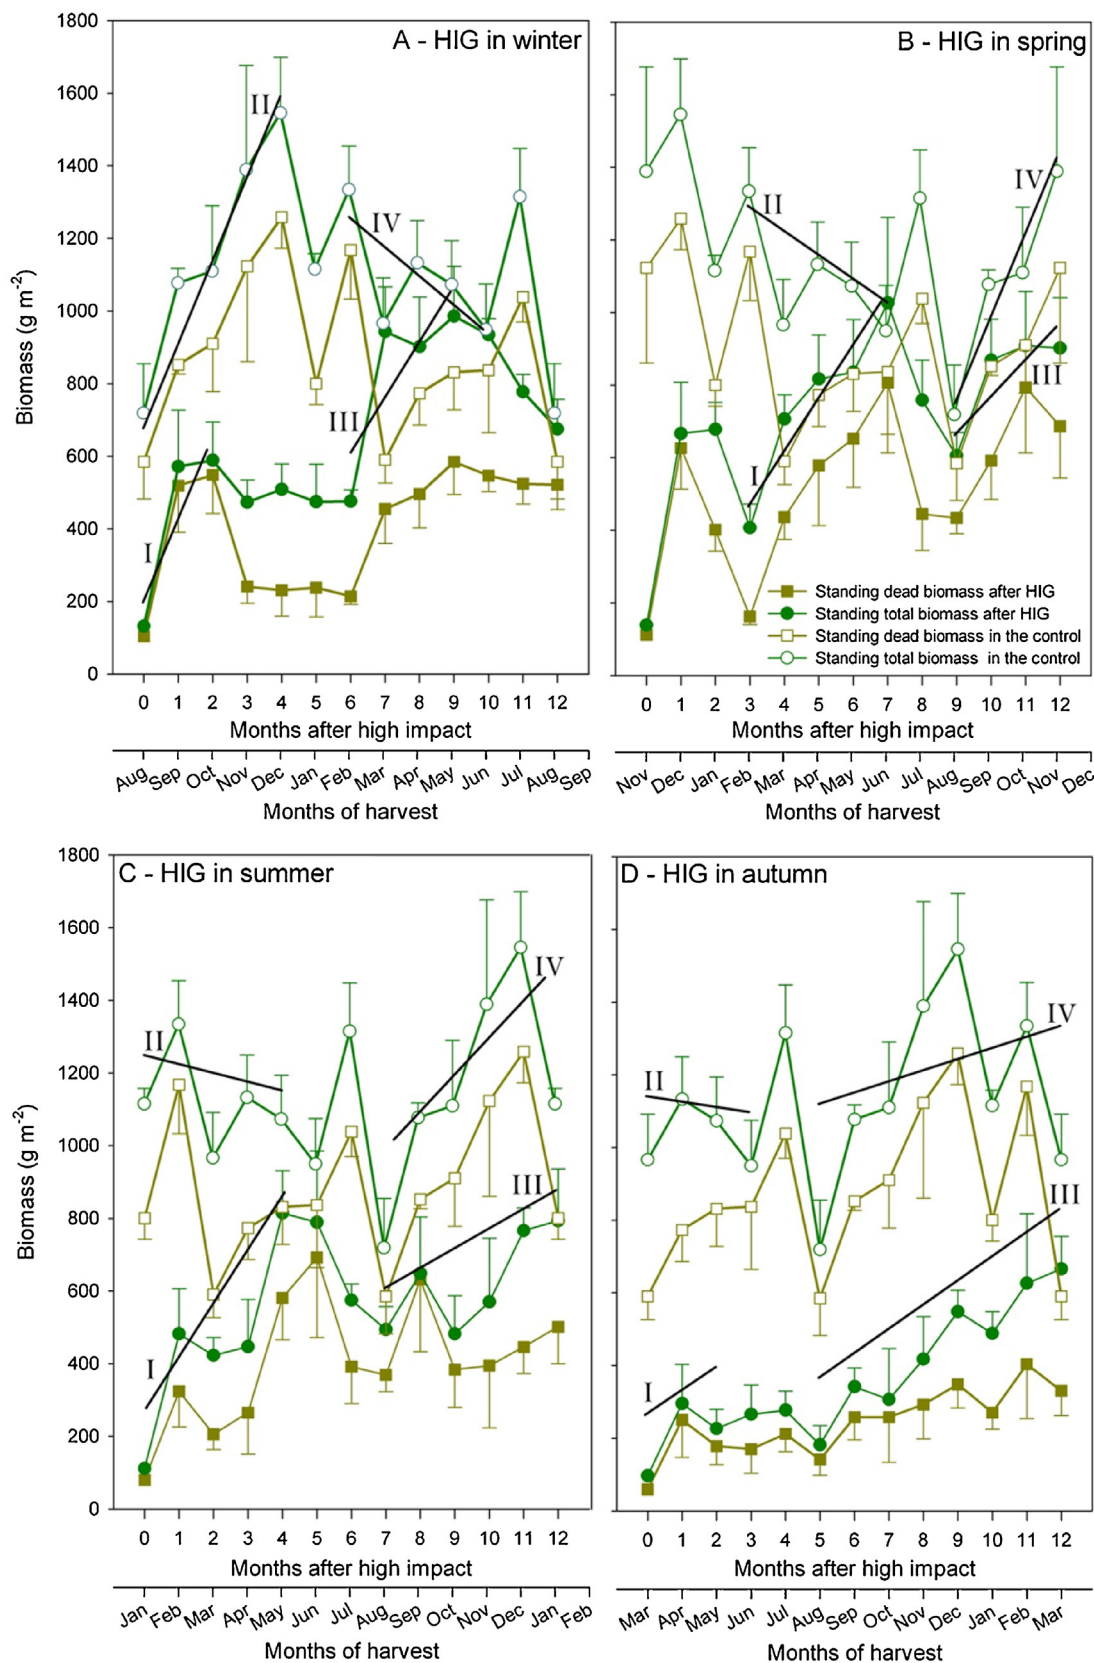 A - HIG in winter
B - HIG in spring
1800
1600
1400
1200
1000
800
600
400
200
0
Biomass (g m-2)
II
IV
III
I
II
IV
III
I
Standing dead biomass after HIG
Standing total biomass after HIG
Standing dead biomass in the control
Standing total biomass in the control
0 1 2 3 4 5 6 7 8 9 10 11 12
0 1 2 3 4 5 6 7 8 9 10 11 12
Months after high impact
Months after high impact
Aug Sep Oct Nov Dec Jan Feb Mar Apr May Jun Jul Aug Sep
Nov Dec Jan Feb Mar Apr May Jun Jul Aug Sep Oct Nov Dec
Months of harvest
Months of harvest
C - HIG in summer
D - HIG in autumn
1800
1600
1400
1200
1000
800
600
400
200
0
Biomass (g m-2)
II
IV
III
I
II
IV
III
I
0 1 2 3 4 5 6 7 8 9 10 11 12
0 1 2 3 4 5 6 7 8 9 10 11 12
Months after high impact
Months after high impact
Jan Feb Mar Apr May Jun Jul Aug Sep Oct Nov Dec Jan Feb
Mar Apr May Jun Jul Aug Sep Oct Nov Dec Jan Feb Mar
Months of harvest
Months of harvest